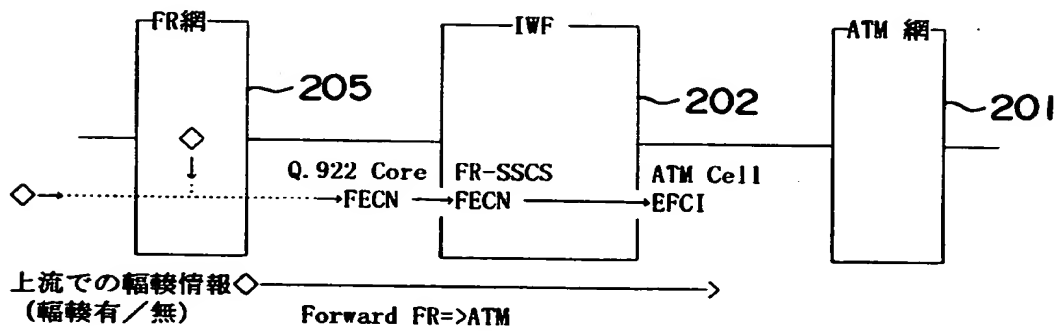 FR網
IWF
ATM 網
205
202
201
Q.922 Core
FR-SSCS
ATM Cell
FECN
FECN
EFCI
上流での輻輳情報
(輻輳有/無)
Forward FR=>ATM